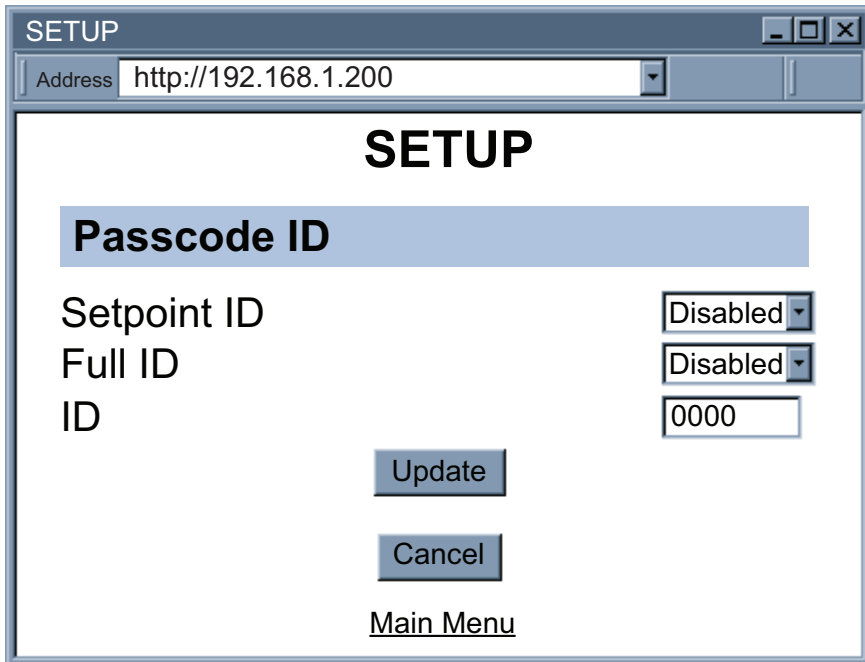 SETUP
Address http://192.168.1.200
SETUP
Passcode ID
Setpoint ID Disabled
Full ID Disabled
ID 0000
Update
Cancel
Main Menu